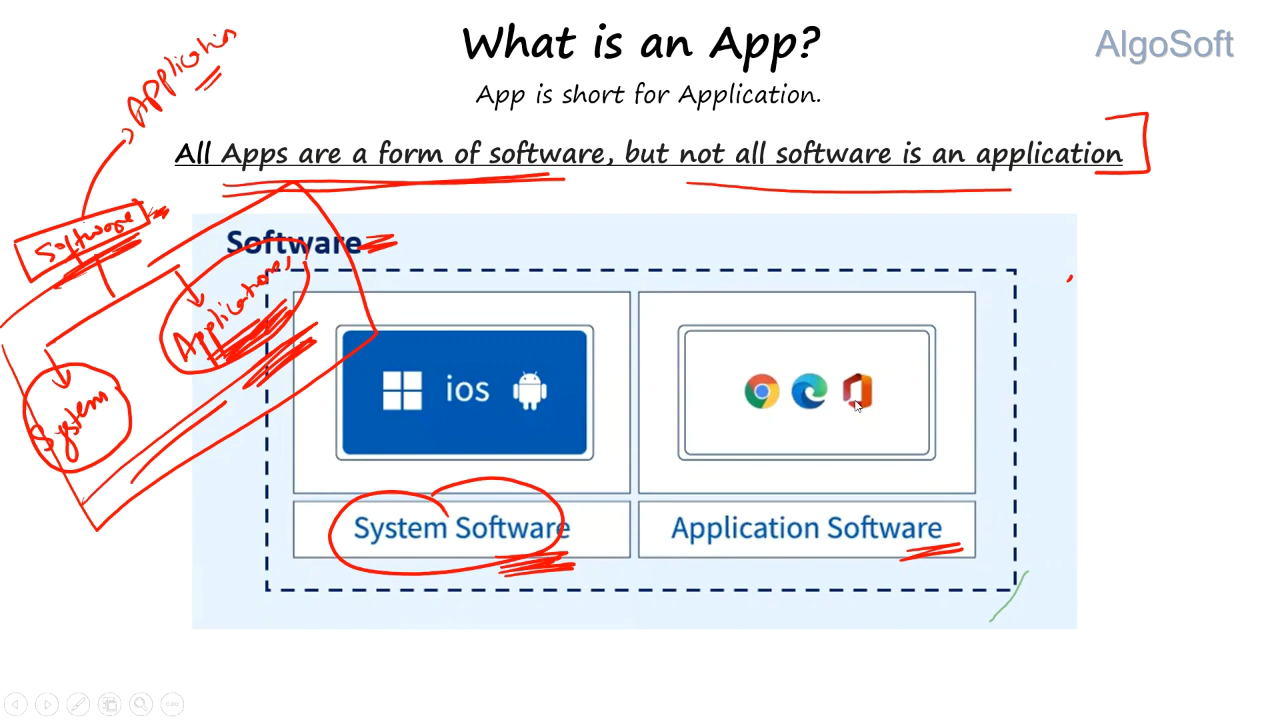 What is an App?
AlgoSoft
App is short for Application.
All Apps are a form of software, but not all software is an application
Application
Software
Applications
System
Software
ios
System Software
Application Software